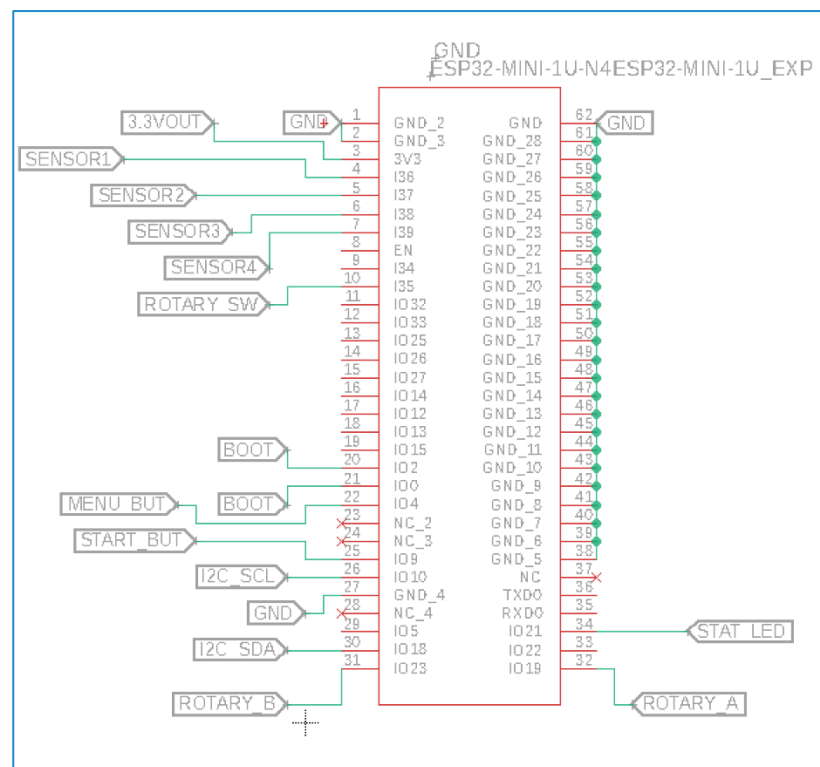 GND
ESP32-MINI-1U-N4ESP32-MINI-1U_EXP
3.3VOUT
GND 1 GND_2 GND 62 GND
2 GND_3 GND_28 61
3 3V3 GND_27 60
SENSOR1 4 I36 GND_26 59
SENSOR2 5 I37 GND_25 58
6 I38 GND_24 57
SENSOR3 7 I39 GND_23 56
8 EN GND_22 55
SENSOR4 9 I34 GND_21 54
10 I35 GND_20 53
ROTARY_SW 11 IO32 GND_19 52
12 IO33 GND_18 51
13 IO25 GND_17 50
14 IO26 GND_16 49
15 IO27 GND_15 48
16 IO14 GND_14 47
17 IO12 GND_13 46
18 IO13 GND_12 45
BOOT 19 IO15 GND_11 44
20 IO2 GND_10 43
21 IO0 GND_9 42
MENU_BUT BOOT 22 IO4 GND_8 41
23 NC_2 GND_7 40
START_BUT 24 NC_3 GND_6 39
25 IO9 GND_5 38
I2C_SCL 26 IO10 NC 37
27 GND_4 TXD0 36
GND 28 NC_4 RXD0 35
29 IO5 IO21 34 STAT_LED
I2C_SDA 30 IO18 IO22 33
31 IO23 IO19 32
ROTARY_B ROTARY_A